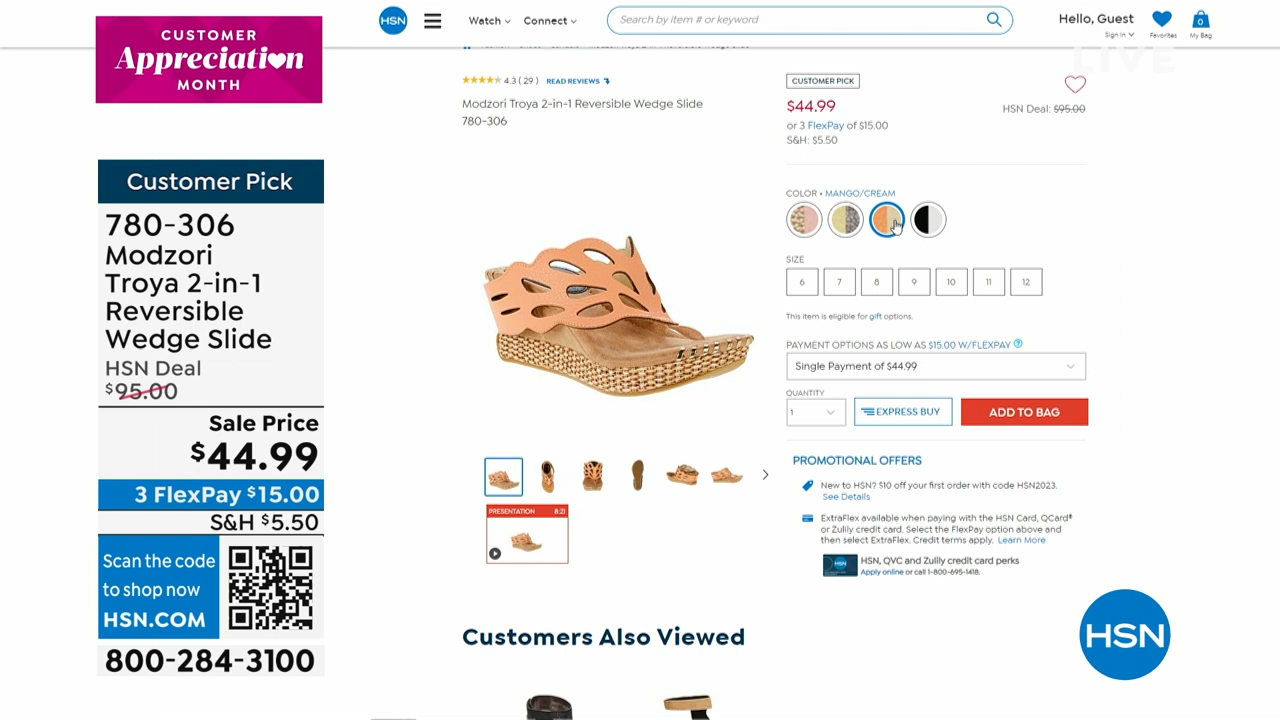 CUSTOMER
Appreciation
MONTH
Customer Pick
780-306
Modzori
Troya 2-in-1
Reversible
Wedge Slide
HSN Deal
$95.00
Sale Price
$44.99
3 FlexPay $15.00
S&H $5.50
Scan the code
to shop now
HSN.COM
800-284-3100
HSN
Watch
Connect
Search by item # or keyword
Hello, Guest
Sign in
Favorites
0
My Bag
LIVE
4.3 ( 29 )
READ REVIEWS
Modzori Troya 2-in-1 Reversible Wedge Slide
780-306
CUSTOMER PICK
$44.99
HSN Deal: $95.00
or 3 FlexPay of $15.00
S&H: $5.50
COLOR • MANGO/CREAM
SIZE
6 7 8 9 10 11 12
This item is eligible for gift options.
PAYMENT OPTIONS AS LOW AS $15.00 W/FLEXPAY ?
Single Payment of $44.99
QUANTITY
1
EXPRESS BUY
ADD TO BAG
PRESENTATION 8:21
PROMOTIONAL OFFERS
New to HSN? $10 off your first order with code HSN2023.
See Details
ExtraFlex available when paying with the HSN Card, QCard®
or Zulily credit card. Select the FlexPay option above and
then select ExtraFlex. Credit terms apply. Learn More
HSN
HSN, QVC and Zulily credit card perks
Apply online or call 1-800-695-1418.
Customers Also Viewed
HSN